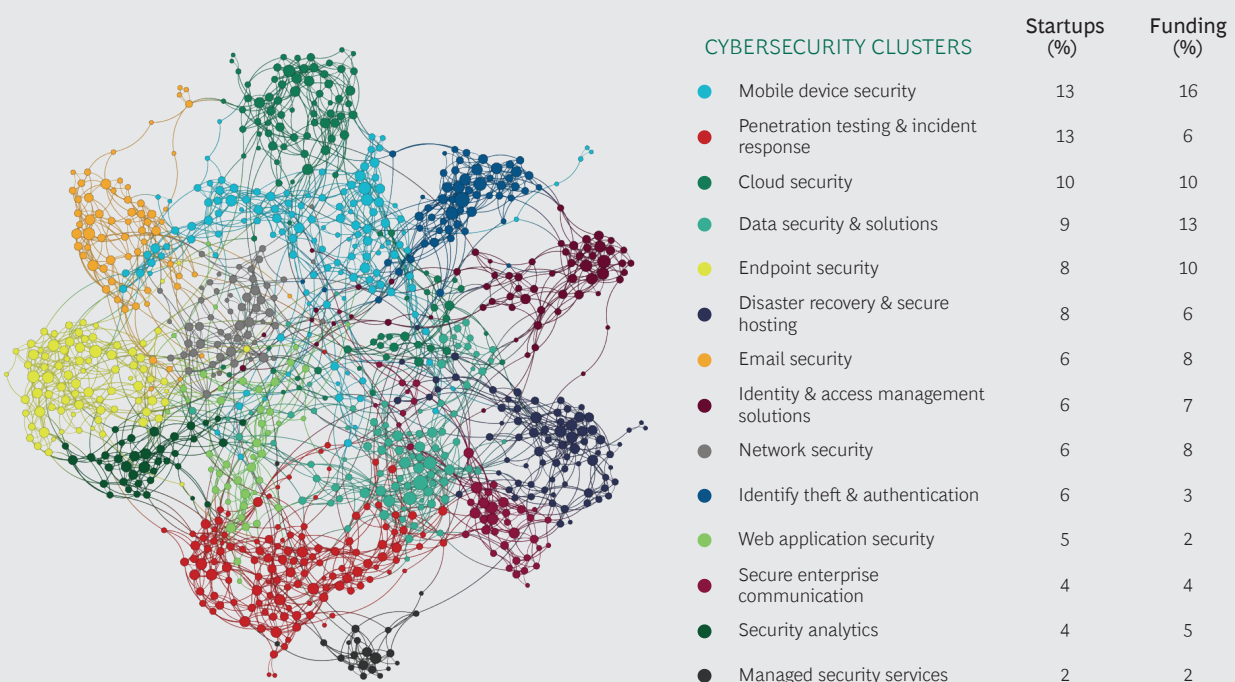 Startups Funding
CYBERSECURITY CLUSTERS (%) (%)
Mobile device security 13 16
Penetration testing & incident
response 13 6
Cloud security 10 10
Data security & solutions 9 13
Endpoint security 8 10
Disaster recovery & secure
hosting 8 6
Email security 6 8
Identity & access management
solutions 6 7
Network security 6 8
Identify theft & authentication 6 3
Web application security 5 2
Secure enterprise
communication 4 4
Security analytics 4 5
Managed security services 2 2